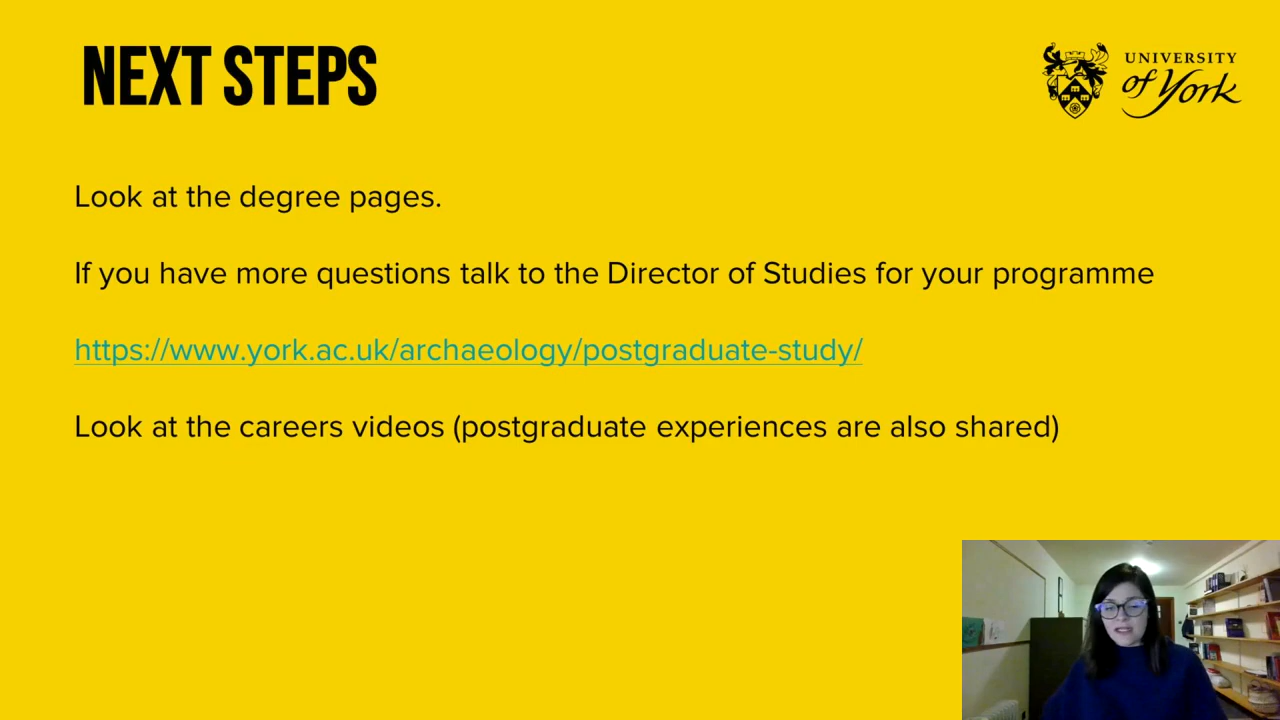 NEXT STEPS
UNIVERSITY
of York
Look at the degree pages.
If you have more questions talk to the Director of Studies for your programme
https://www.york.ac.uk/archaeology/postgraduate-study/
Look at the careers videos (postgraduate experiences are also shared)